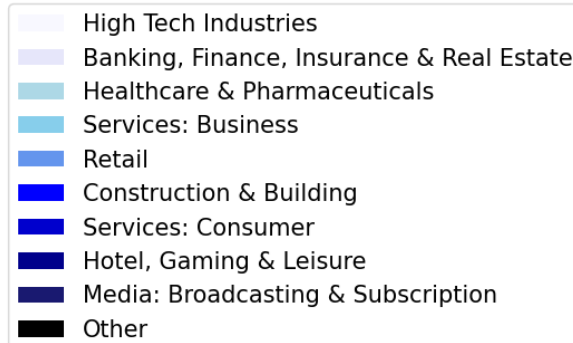 High Tech Industries
Banking, Finance, Insurance & Real Estate
Healthcare & Pharmaceuticals
Services: Business
Retail
Construction & Building
Services: Consumer
Hotel, Gaming & Leisure
Media: Broadcasting & Subscription
Other